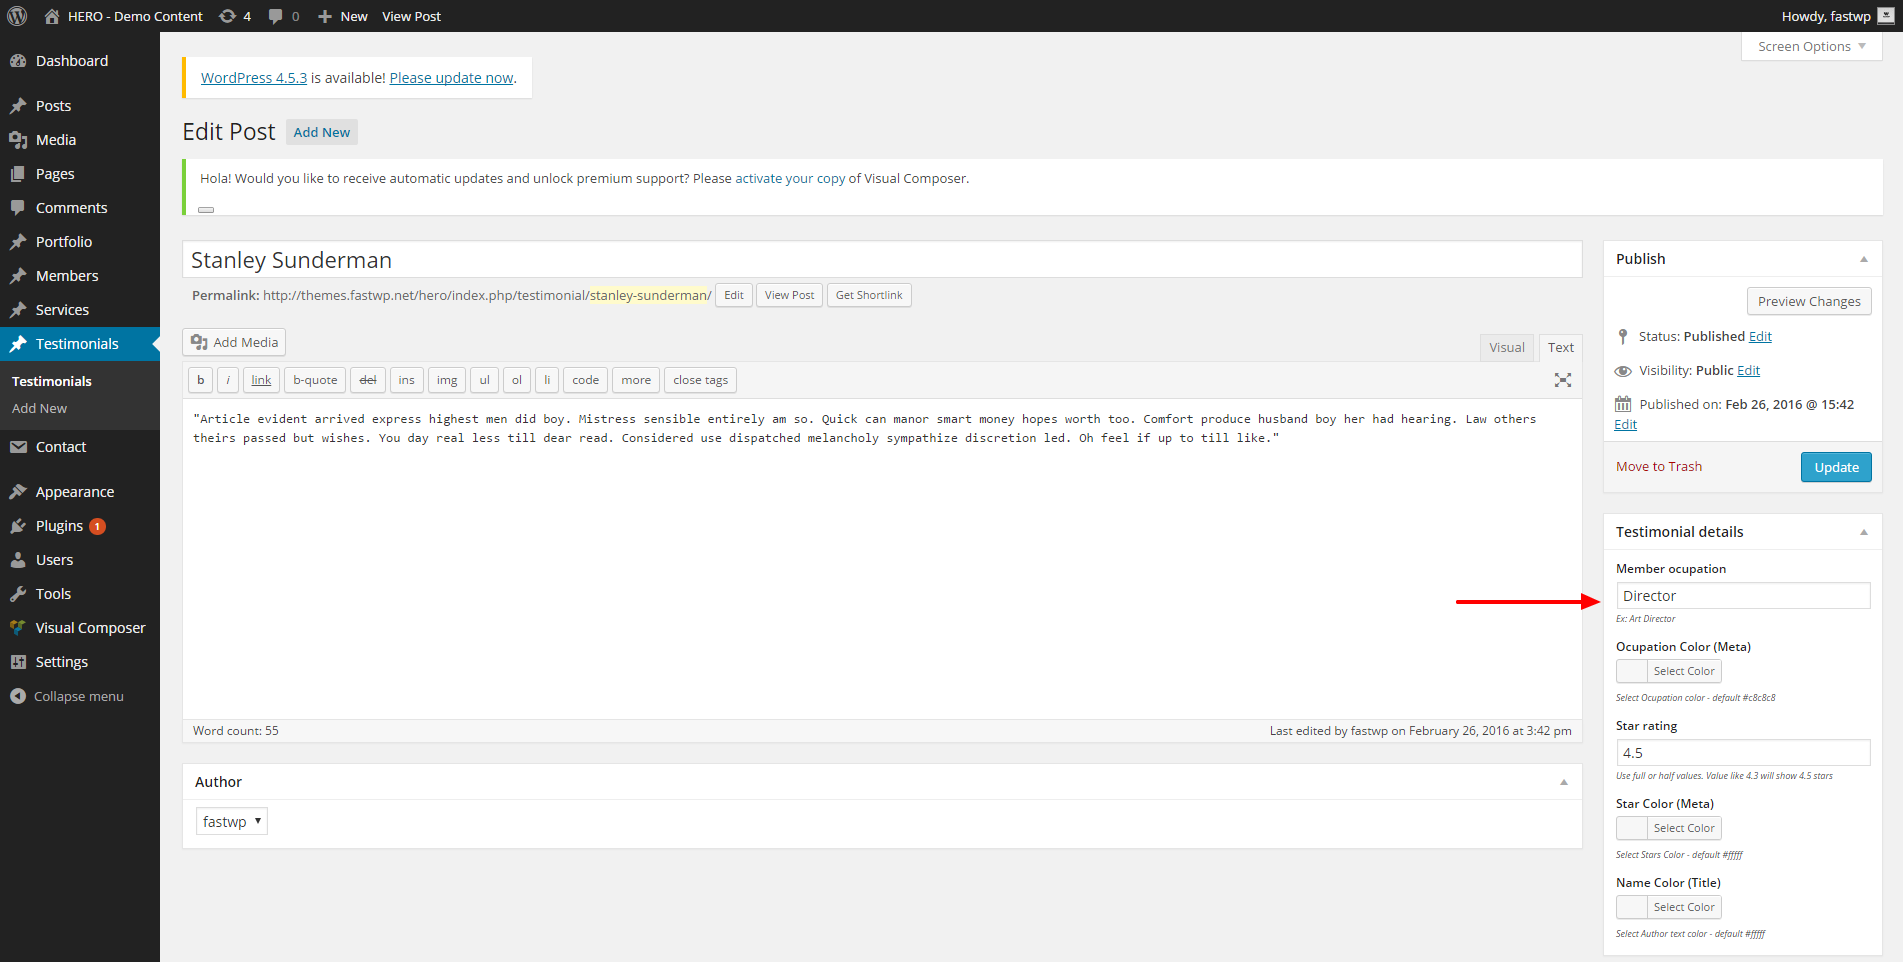 HERO - Demo Content 4 0 New View Post Howdy, fastwp
Screen Options
Dashboard
Posts
Media
Pages
Comments
Portfolio
Members
Services
Testimonials
Testimonials
Add New
Contact
Appearance
Plugins 1
Users
Tools
Visual Composer
Settings
Collapse menu
WordPress 4.5.3 is available! Please update now.
Edit Post Add New
Hola! Would you like to receive automatic updates and unlock premium support? Please activate your copy of Visual Composer.
Stanley Sunderman
Permalink: http://themes.fastwp.net/hero/index.php/testimonial/stanley-sunderman/ Edit View Post Get Shortlink
Add Media
Visual Text
b i link b-quote del ins img ul ol li code more close tags
"Article evident arrived express highest men did boy. Mistress sensible entirely am so. Quick can manor smart money hopes worth too. Comfort produce husband boy her had hearing. Law others
theirs passed but wishes. You day real less till dear read. Considered use dispatched melancholy sympathize discretion led. Oh feel if up to till like."
Word count: 55 Last edited by fastwp on February 26, 2016 at 3:42 pm
Author
fastwp
Publish
Preview Changes
Status: Published Edit
Visibility: Public Edit
Published on: Feb 26, 2016 @ 15:42
Edit
Move to Trash Update
Testimonial details
Member ocupation
Director
Ex: Art Director
Ocupation Color (Meta)
Select Color
Select Ocupation color - default #c8c8c8
Star rating
4.5
Use full or half values. Value like 4.3 will show 4.5 stars
Star Color (Meta)
Select Color
Select Stars Color - default #ffffff
Name Color (Title)
Select Color
Select Author text color - default #ffffff